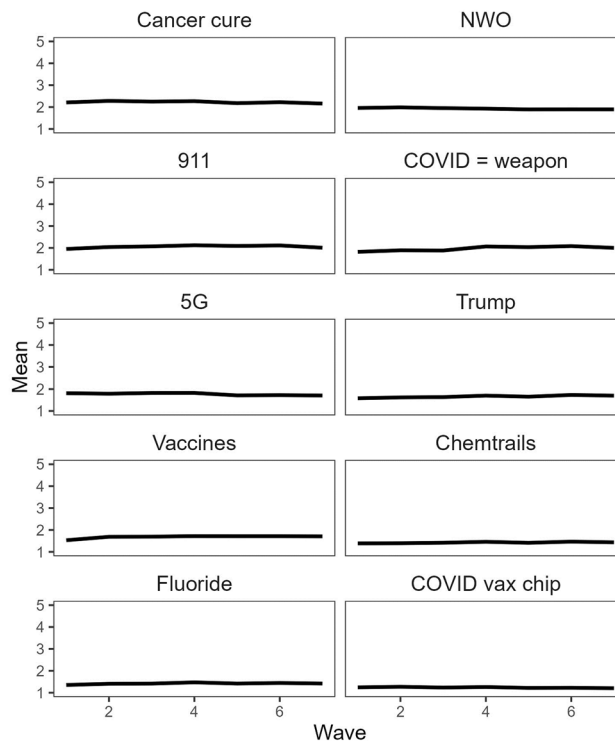 Cancer cure
NWO
5
4
3
2
1
911
COVID = weapon
5
4
3
2
1
5G
Trump
5
4
3
2
1
Mean
Vaccines
Chemtrails
5
4
3
2
1
Fluoride
COVID vax chip
5
4
3
2
1
2 4 6 2 4 6
Wave